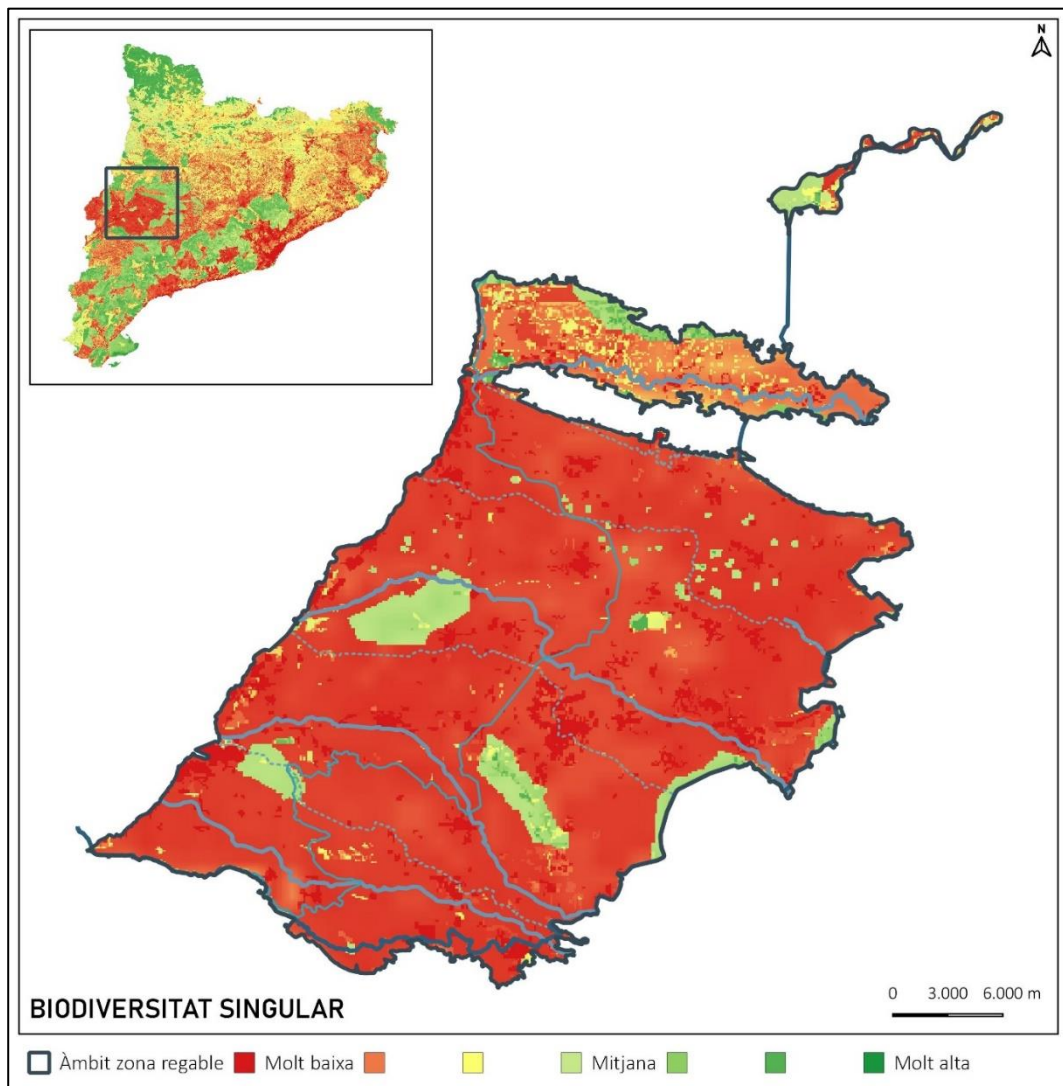 N
BIODIVERSITAT SINGULAR
0 3.000 6.000 m
Àmbit zona regable Molt baixa Mitjana Molt alta